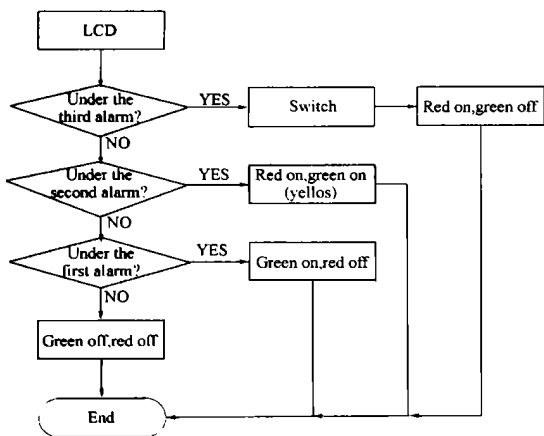 LCD
Under the
third alarm?
YES
Switch
Red on,green off
NO
Under the
second alarm?
YES
Red on,green on
(yellos)
NO
Under the
first alarm?
YES
Green on,red off
NO
Green off,red off
End